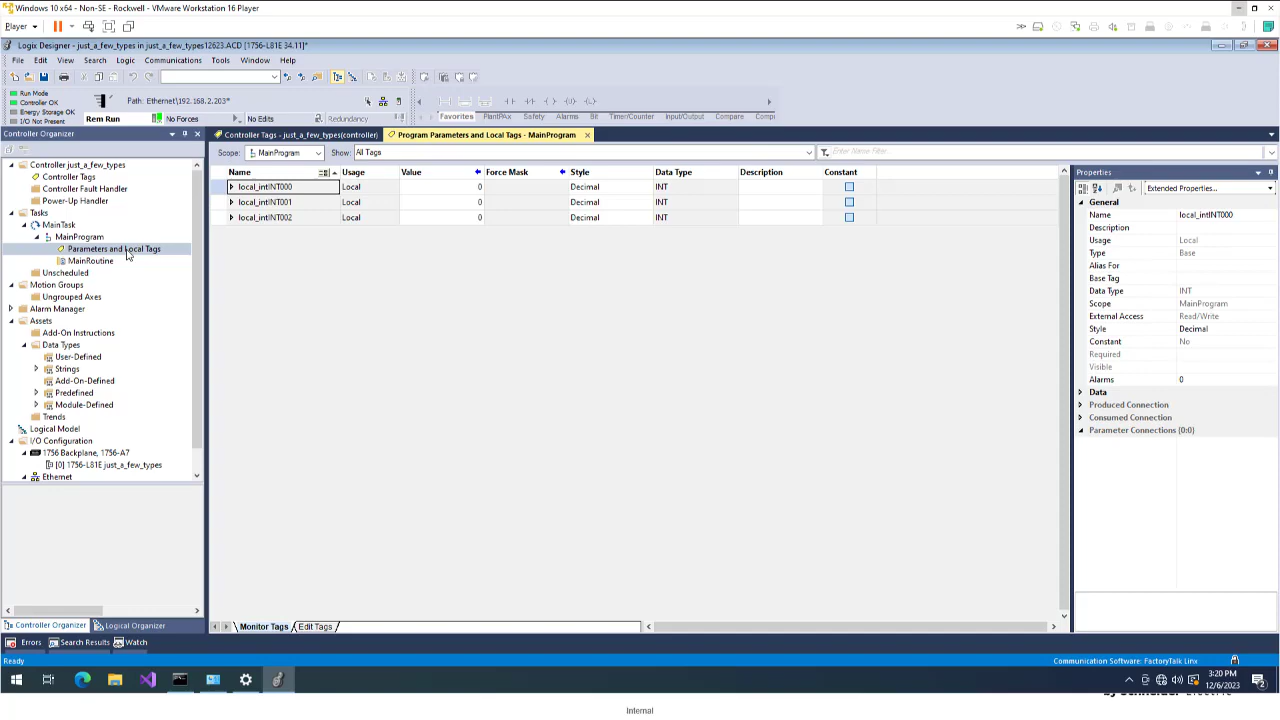 Windows 10 x64 - Non-SE - Rockwell - VMware Workstation 16 Player
Player
Logix Designer - just_a_few_types in just_a_few_types12623.ACD [1756-L81E 34.11]*
File Edit View Search Logic Communications Tools Window Help
Run Mode
Controller OK
Energy Storage OK
I/O Not Present
Rem Run
Path: Ethernet\192.168.2.203*
No Forces
No Edits
Redundancy
Favorites PlantPAx Safety Alarms Bit Timer/Counter Input/Output Compare Compi
Controller Organizer
Controller Tags - just_a_few_types(controller)
Program Parameters and Local Tags - MainProgram
Scope: MainProgram Show: All Tags Enter Name Filter
Name Usage Value Force Mask Style Data Type Description Constant
local_intINT000 Local 0 Decimal INT
local_intINT001 Local 0 Decimal INT
local_intINT002 Local 0 Decimal INT
Controller just_a_few_types
Controller Tags
Controller Fault Handler
Power-Up Handler
Tasks
MainTask
MainProgram
Parameters and Local Tags
MainRoutine
Unscheduled
Motion Groups
Ungrouped Axes
Alarm Manager
Assets
Add-On Instructions
Data Types
User-Defined
Strings
Add-On-Defined
Predefined
Module-Defined
Trends
Logical Model
I/O Configuration
1756 Backplane, 1756-A7
[0] 1756-L81E just_a_few_types
Ethernet
Properties
Extended Properties...
General
Name local_intINT000
Description
Usage Local
Type Base
Alias For
Base Tag
Data Type INT
Scope MainProgram
External Access Read/Write
Style Decimal
Constant No
Required
Visible
Alarms 0
Data
Produced Connection
Consumed Connection
Parameter Connections {0:0}
Controller Organizer Logical Organizer
Monitor Tags Edit Tags
Errors Search Results Watch
Ready
Communication Software: FactoryTalk Linx
3:20 PM
12/6/2023
2
Internal